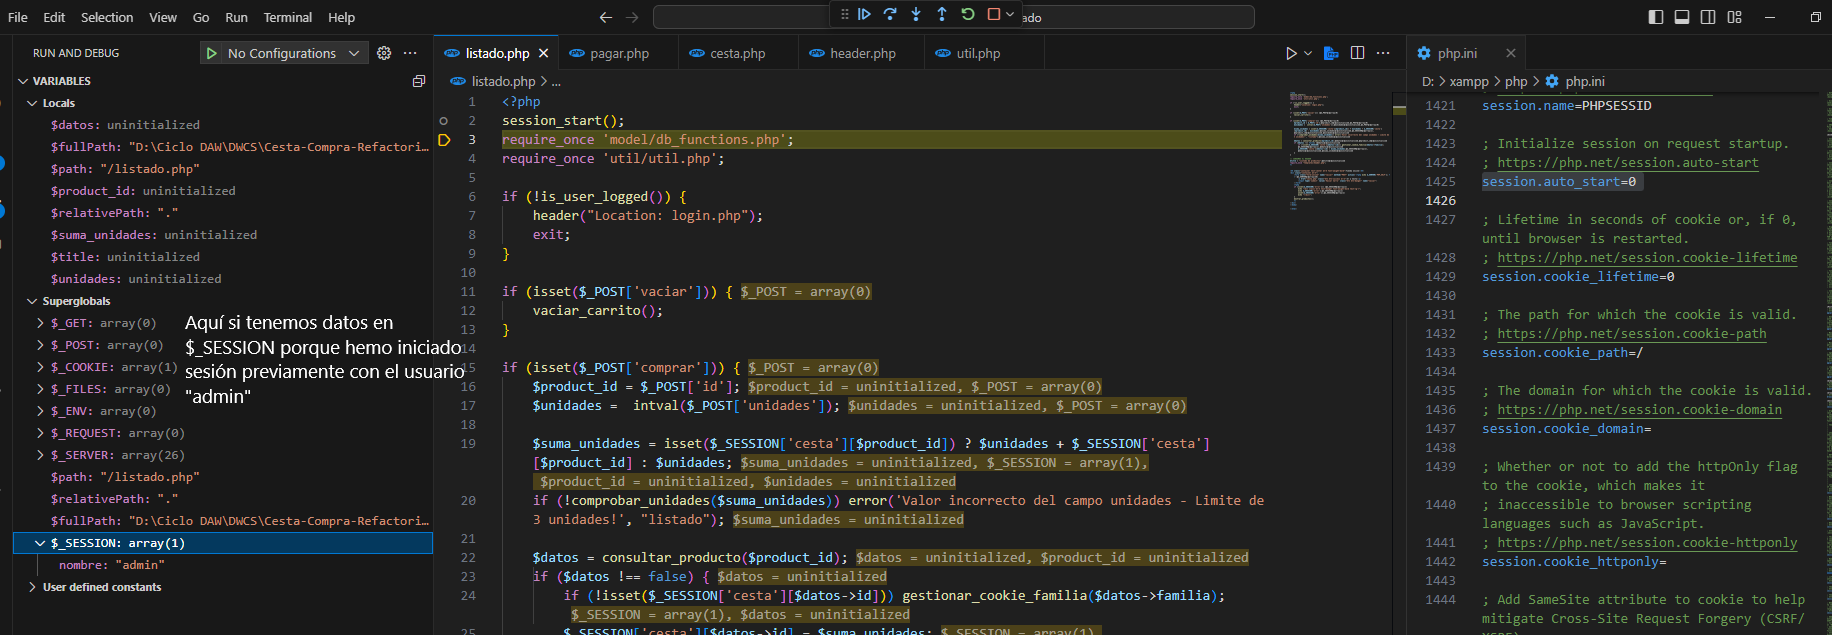 File Edit Selection View Go Run Terminal Help
ado
RUN AND DEBUG
No Configurations
VARIABLES
Locals
$datos: uninitialized
$fullPath: "D:\Ciclo DAW\DWCS\Cesta-Compra-Refactori…
$path: "/listado.php"
$product_id: uninitialized
$relativePath: "."
$suma_unidades: uninitialized
$title: uninitialized
$unidades: uninitialized
Superglobals
$_GET: array(0)
$_POST: array(0)
$_COOKIE: array(1)
$_FILES: array(0)
$_ENV: array(0)
$_REQUEST: array(0)
$_SERVER: array(26)
$path: "/listado.php"
$relativePath: "."
$fullPath: "D:\Ciclo DAW\DWCS\Cesta-Compra-Refactori…
$_SESSION: array(1)
nombre: "admin"
User defined constants
Aquí si tenemos datos en
$_SESSION porque hemo iniciado
sesión previamente con el usuario
"admin"
listado.php pagar.php cesta.php header.php util.php
listado.php > ...
1 <?php
2 session_start();
3 require_once 'model/db_functions.php';
4 require_once 'util/util.php';
5
6 if (!is_user_logged()) {
7 header("Location: login.php");
8 exit;
9 }
10
11 if (isset($_POST['vaciar'])) { $_POST = array(0)
12 vaciar_carrito();
13 }
14
15 if (isset($_POST['comprar'])) { $_POST = array(0)
16 $product_id = $_POST['id']; $product_id = uninitialized, $_POST = array(0)
17 $unidades = intval($_POST['unidades']); $unidades = uninitialized, $_POST = array(0)
18
19 $suma_unidades = isset($_SESSION['cesta'][$product_id]) ? $unidades + $_SESSION['cesta']
[$product_id] : $unidades; $suma_unidades = uninitialized, $_SESSION = array(1),
$product_id = uninitialized, $unidades = uninitialized
20 if (!comprobar_unidades($suma_unidades)) error('Valor incorrecto del campo unidades - Limite de
3 unidades!', "listado"); $suma_unidades = uninitialized
21
22 $datos = consultar_producto($product_id); $datos = uninitialized, $product_id = uninitialized
23 if ($datos !== false) { $datos = uninitialized
24 if (!isset($_SESSION['cesta'][$datos->id])) gestionar_cookie_familia($datos->familia);
$_SESSION = array(1), $datos = uninitialized
25 $_SESSION['cesta'][$datos->id] = $suma_unidades; $_SESSION = array(1),
php.ini
D: > xampp > php > php.ini
1421 session.name=PHPSESSID
1422
1423 ; Initialize session on request startup.
1424 ; https://php.net/session.auto-start
1425 session.auto_start=0
1426
1427 ; Lifetime in seconds of cookie or, if 0,
until browser is restarted.
1428 ; https://php.net/session.cookie-lifetime
1429 session.cookie_lifetime=0
1430
1431 ; The path for which the cookie is valid.
1432 ; https://php.net/session.cookie-path
1433 session.cookie_path=/
1434
1435 ; The domain for which the cookie is valid.
1436 ; https://php.net/session.cookie-domain
1437 session.cookie_domain=
1438
1439 ; Whether or not to add the httpOnly flag
to the cookie, which makes it
1440 ; inaccessible to browser scripting
languages such as JavaScript.
1441 ; https://php.net/session.cookie-httponly
1442 session.cookie_httponly=
1443
1444 ; Add SameSite attribute to cookie to help
mitigate Cross-Site Request Forgery (CSRF/